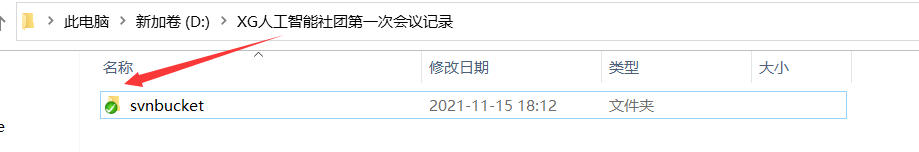 此电脑 新加卷 (D:) XG人工智能社团第一次会议记录
名称 修改日期 类型 大小
svnbucket 2021-11-15 18:12 文件夹
e